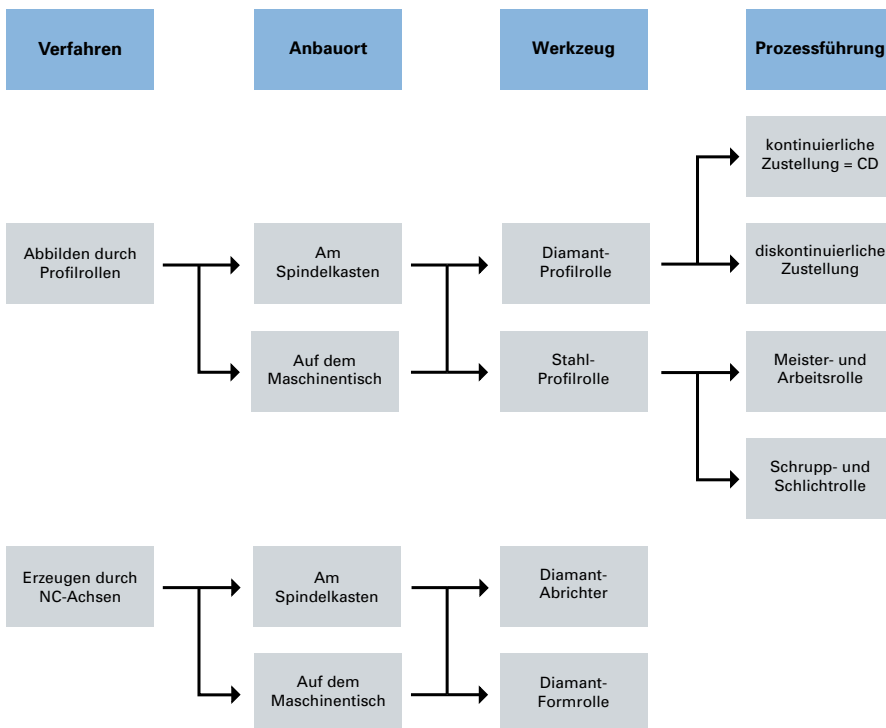 Verfahren
Anbauort
Werkzeug
Prozessführung
kontinuierliche
Zustellung = CD
Abbilden durch
Profilrollen
Am
Spindelkasten
Diamant-
Profilrolle
diskontinuierliche
Zustellung
Auf dem
Maschinentisch
Stahl-
Profilrolle
Meister- und
Arbeitsrolle
Schrupp- und
Schlichtrolle
Erzeugen durch
NC-Achsen
Am
Spindelkasten
Diamant-
Abrichter
Auf dem
Maschinentisch
Diamant-
Formrolle